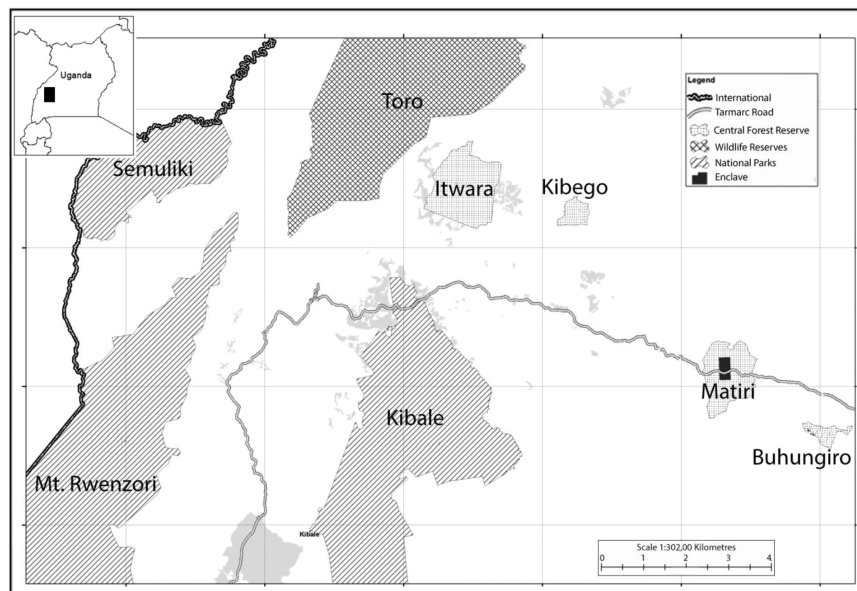 Uganda
Toro
Semuliki
Itwara
Kibego
Legend
International
Tarmarc Road
Central Forest Reserve
Wildlife Reserves
National Parks
Enclave
Matiri
Kibale
Buhungiro
Mt. Rwenzori
Kibale
Scale 1:302,00 Kilometres
0 1 2 3 4